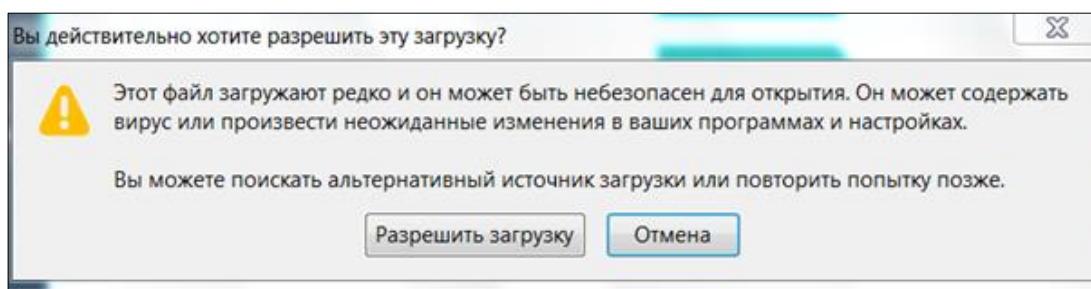 Вы действительно хотите разрешить эту загрузку?
Этот файл загружают редко и он может быть небезопасен для открытия. Он может содержать
вирус или произвести неожиданные изменения в ваших программах и настройках.
Вы можете поискать альтернативный источник загрузки или повторить попытку позже.
Разрешить загрузку Отмена